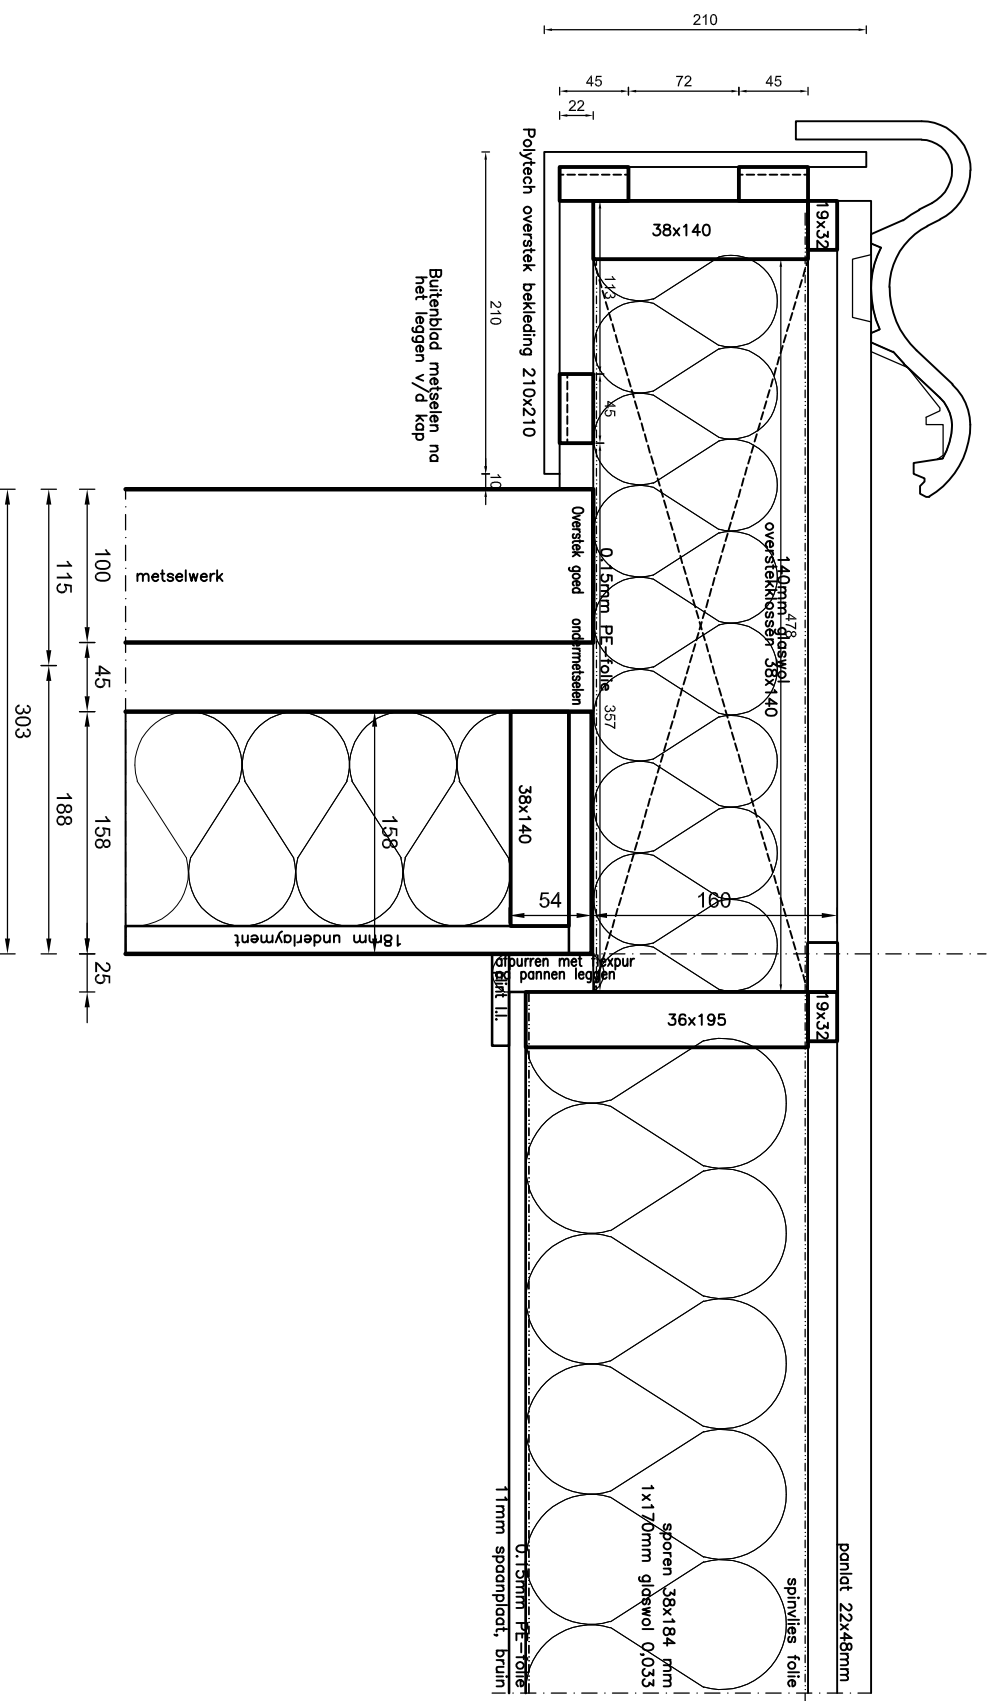 210
45
72
45
22
19x32
38x140
Polytech overstek bekleding 210x210
Buitenblad metselen na
het leggen v/d kap
210
10
113
45
478
140mm glaswol
overstekklossen 38x140
0.15mm PE-folie
357
Overstek goed ondermetselen
metselwerk
100
115
45
303
188
158
25
158
38x140
54
160
18mm underlayment
afpurren met flexpur
na pannen leggen
plint l.l.
36x195
19x32
panlat 22x48mm
spinvlies folie
sporen 38x184 mm
1x170mm glaswol 0,033
0.15mm PE-folie
11mm spaanplaat, bruin